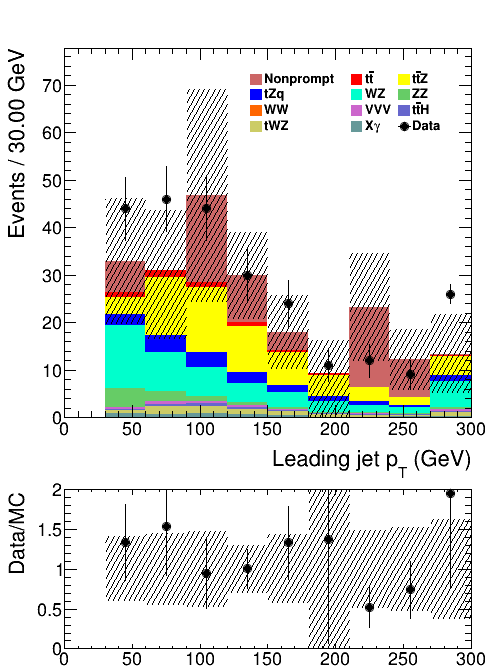 Events / 30.00 GeV
70
60
50
40
30
20
10
0
Nonprompt tt̄ tt̄Z
tZq WZ ZZ
WW VVV tt̄H
tWZ Xγ Data
0 50 100 150 200 250 300
Leading jet p_T (GeV)
Data/MC
2
1.5
1
0.5
0
0 50 100 150 200 250 300